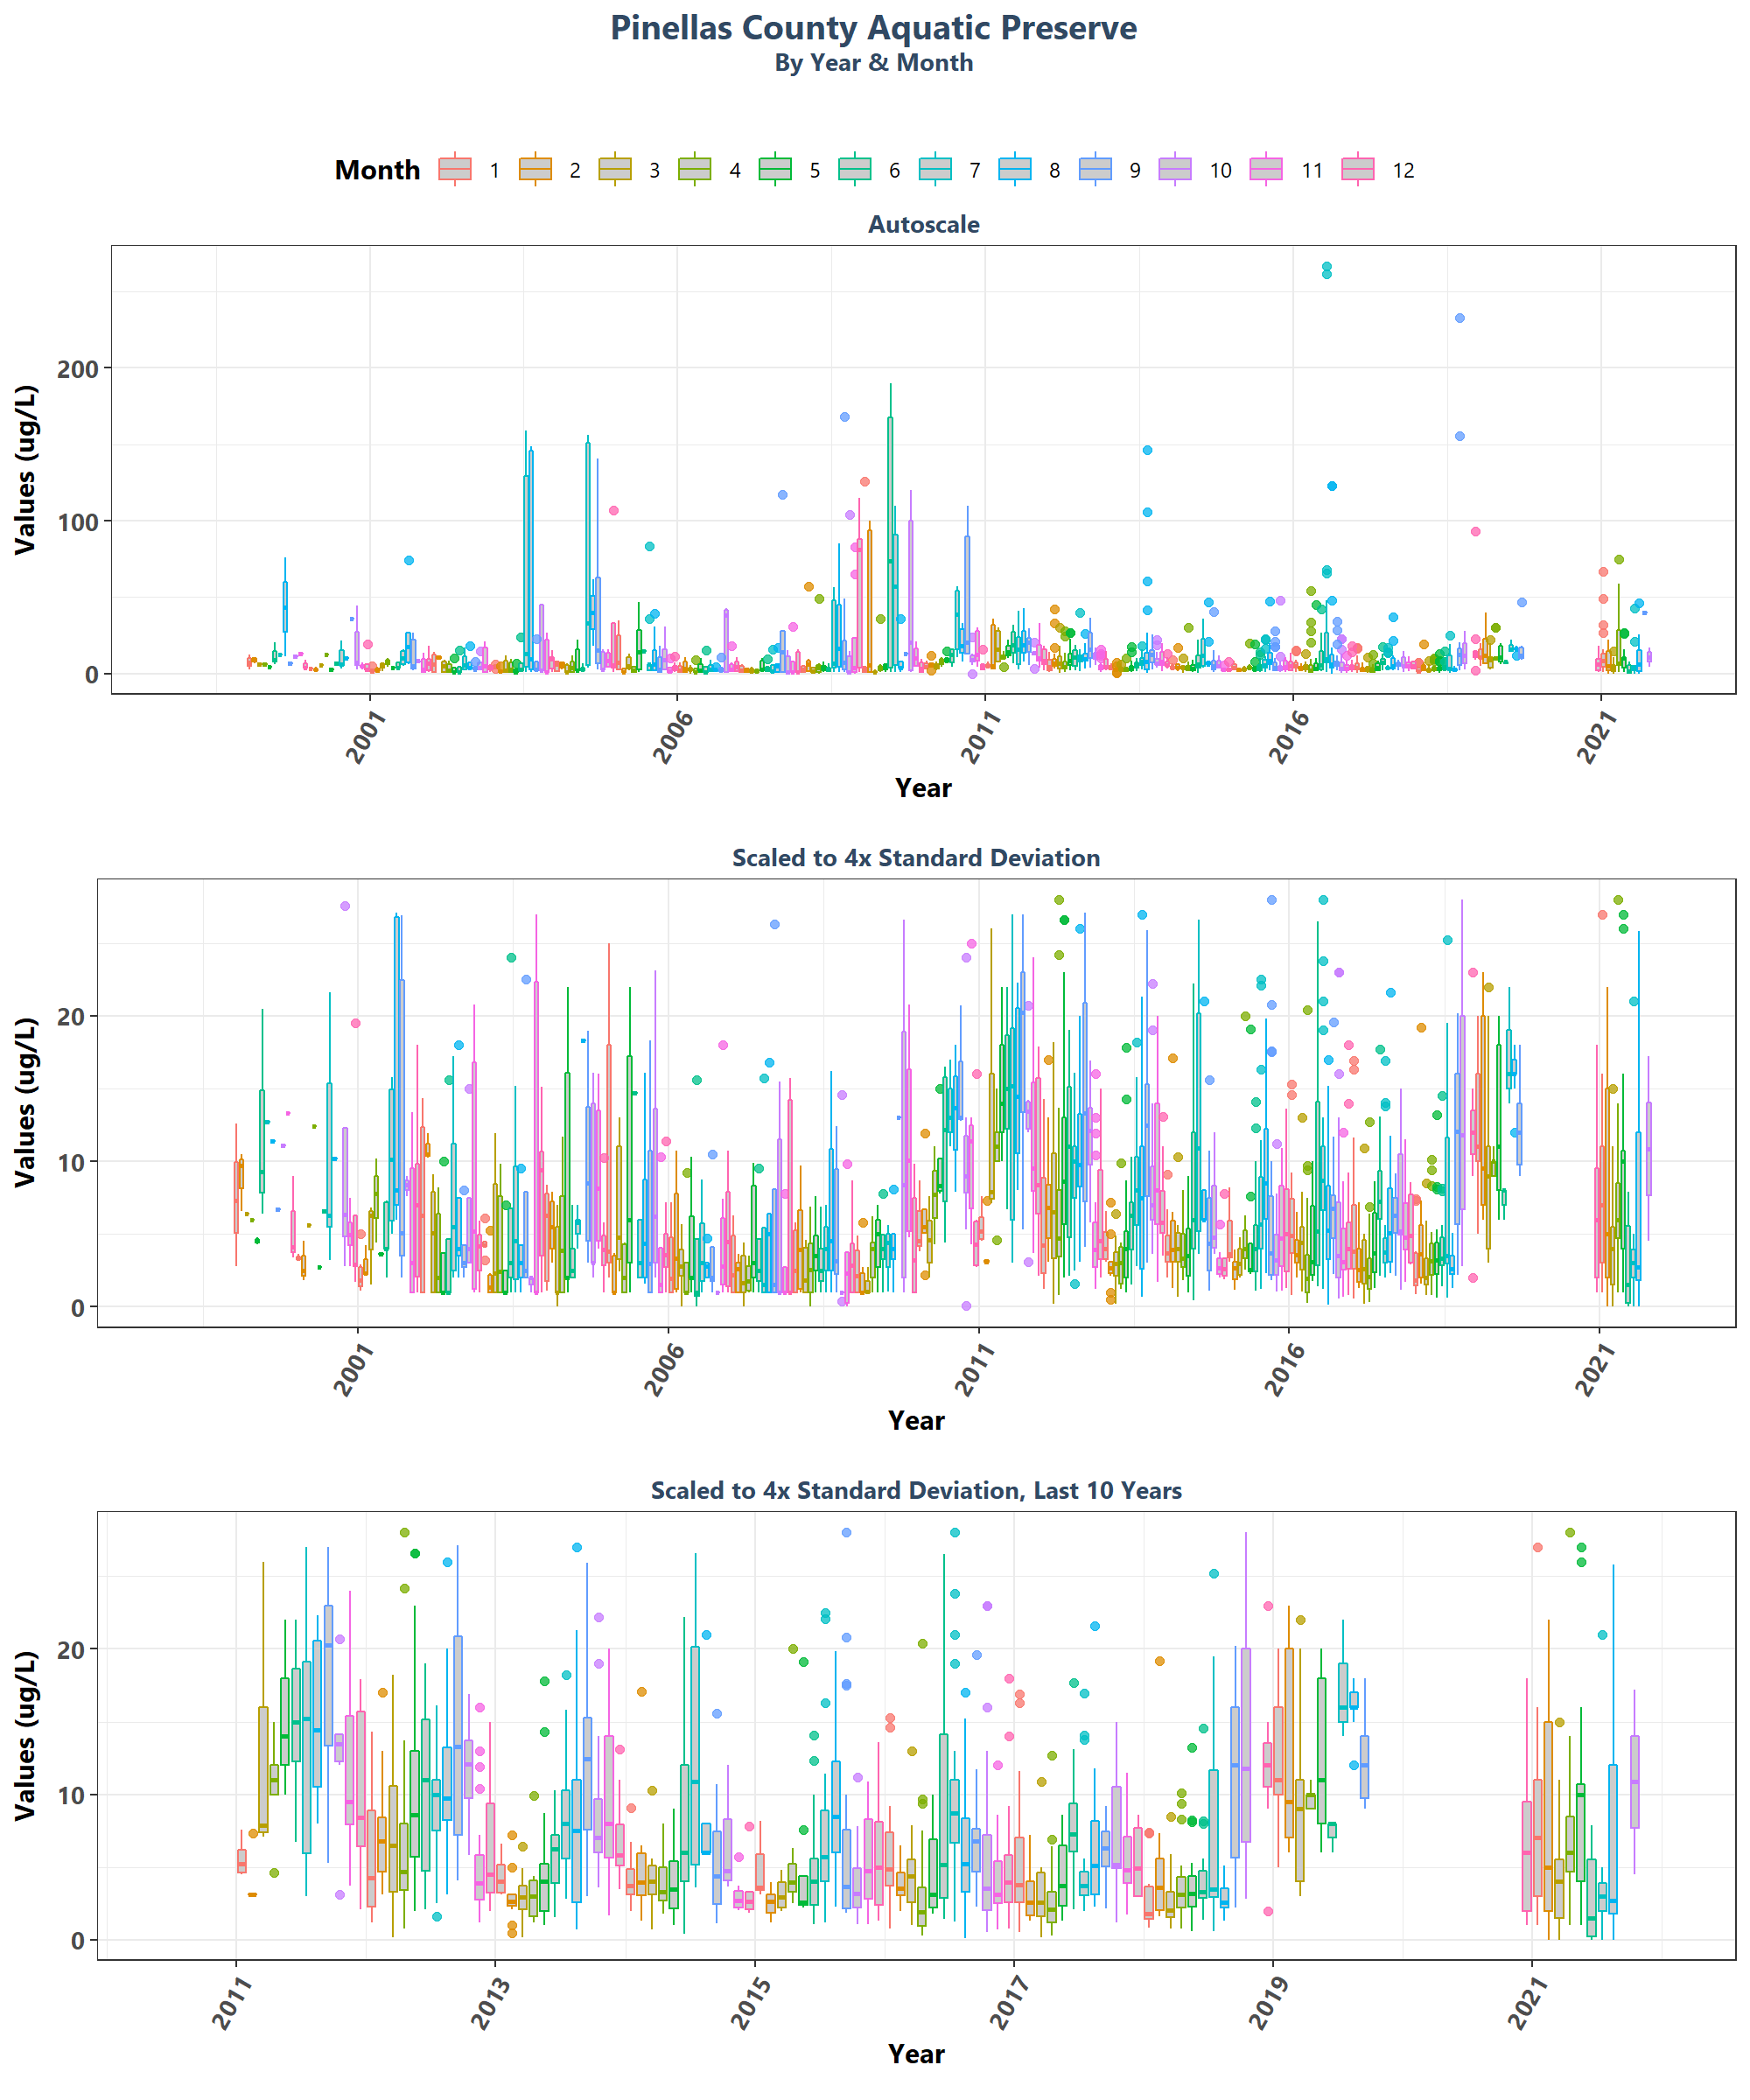 Pinellas County Aquatic Preserve
By Year & Month
Month 1 2 3 4 5 6 7 8 9 10 11 12
Autoscale
Values (ug/L)
200
100
0
2001 2006 2011 2016 2021
Year
Scaled to 4x Standard Deviation
Values (ug/L)
20
10
0
2001 2006 2011 2016 2021
Year
Scaled to 4x Standard Deviation, Last 10 Years
Values (ug/L)
20
10
0
2011 2013 2015 2017 2019 2021
Year